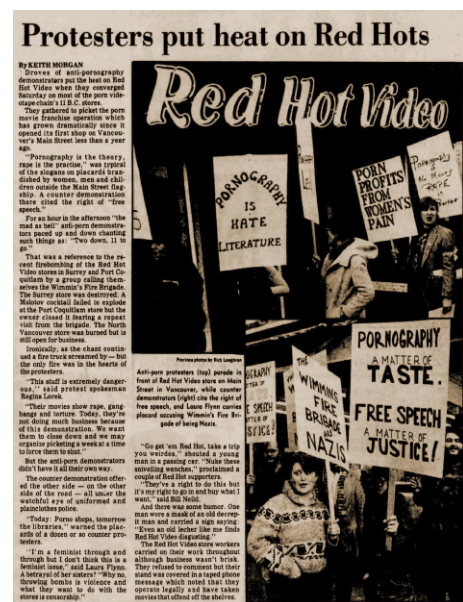 Protesters put heat on Red Hots
By KEITH MORGAN
Droves of anti-pornography
demonstrators put the heat on Red
Hot Video when they converged
Saturday on most of the porn vide-
otape chain's 11 B.C. stores.
They gathered to picket the porn
movie franchise operation which
has grown dramatically since it
opened its first shop on Vancou-
ver's Main Street less than a year
ago.
"Pornography is the theory,
rape is the practise," was typical
of the slogans on placards bran-
dished by women, men and chil-
dren outside the Main Street flag-
ship. A counter demonstration
there cited the right of "free
speech."
For an hour in the afternoon "the
mad as hell" anti-porn demonstra-
tors paced up and down chanting
such things as: "Two down, 11 to
go."
That was a reference to the re-
cent firebombing of the Red Hot
Video stores in Surrey and Port Co-
quitlam by a group calling them-
selves the Wimmin's Fire Brigade.
The Surrey store was destroyed. A
Molotov cocktail failed to explode
at the Port Coquitlam store but the
owner closed it fearing a repeat
visit from the brigade. The North
Vancouver store was burned but is
still open for business.
Ironically, as the chant contin-
ued a fire truck screamed by — but
the only fire was in the hearts of
the protesters.
"This stuff is extremely danger-
ous," said protest spokesman
Regina Lorek.
"Their movies show rape, gang-
bangs and torture. Today, they're
not doing much business because
of this demonstration. We want
them to close down and we may
organize picketing a week at a time
to force them to shut."
But the anti-porn demonstrators
didn't have it all their own way.
The counter demonstration offer-
ed the other side — on the other
side of the road — all under the
watchful eye of uniformed and
plainclothes police.
"Today: Porno shops, tomorrow
the libraries," warned the plac-
ards of a dozen or so counter pro-
testers.
"I'm a feminist through and
through but I don't think this is a
feminist issue," said Laura Flynn.
A betrayal of her sisters? "Why no,
throwing bombs is violence and
what they want to do with the
stores is censorship."
Red Hot Video
PORNOGRAPHY
IS
HATE
LITERATURE
PORN
PROFITS
FROM
WOMEN'S
PAIN
Pornography
the theory
RAPE is
the Practice
Province photos by Rick Loughran
Anti-porn protesters (top) parade in
front of Red Hot Video store on Main
Street in Vancouver, while counter
demonstrators (right) cite the right of
free speech, and Laura Flynn carries
placard accusing Wimmin's Fire Bri-
gade of being Nazis.
"Go get 'em Red Hot, take a trip
you weirdos," shouted a young
man in a passing car. "Nuke these
snivelling wenches," proclaimed a
couple of Red Hot supporters.
"They've a right to do this but
it's my right to go in and buy what I
want," said Bill Neild.
And there was some humor. One
man wore a mask of an old decrep-
it man and carried a sign saying:
"Even an old lecher like me finds
Red Hot Video disgusting."
The Red Hot Video store workers
carried on their work throughout
although business wasn't brisk.
They refused to comment but their
stand was covered in a taped phone
message which noted that they
operate legally and have taken
movies that offend off the shelves.
THE
WIMMINS
FIRE
BRIGADE
ARE
NAZIS
PORNOGRAPHY
A MATTER OF
TASTE.
FREE SPEECH
A MATTER OF
JUSTICE!